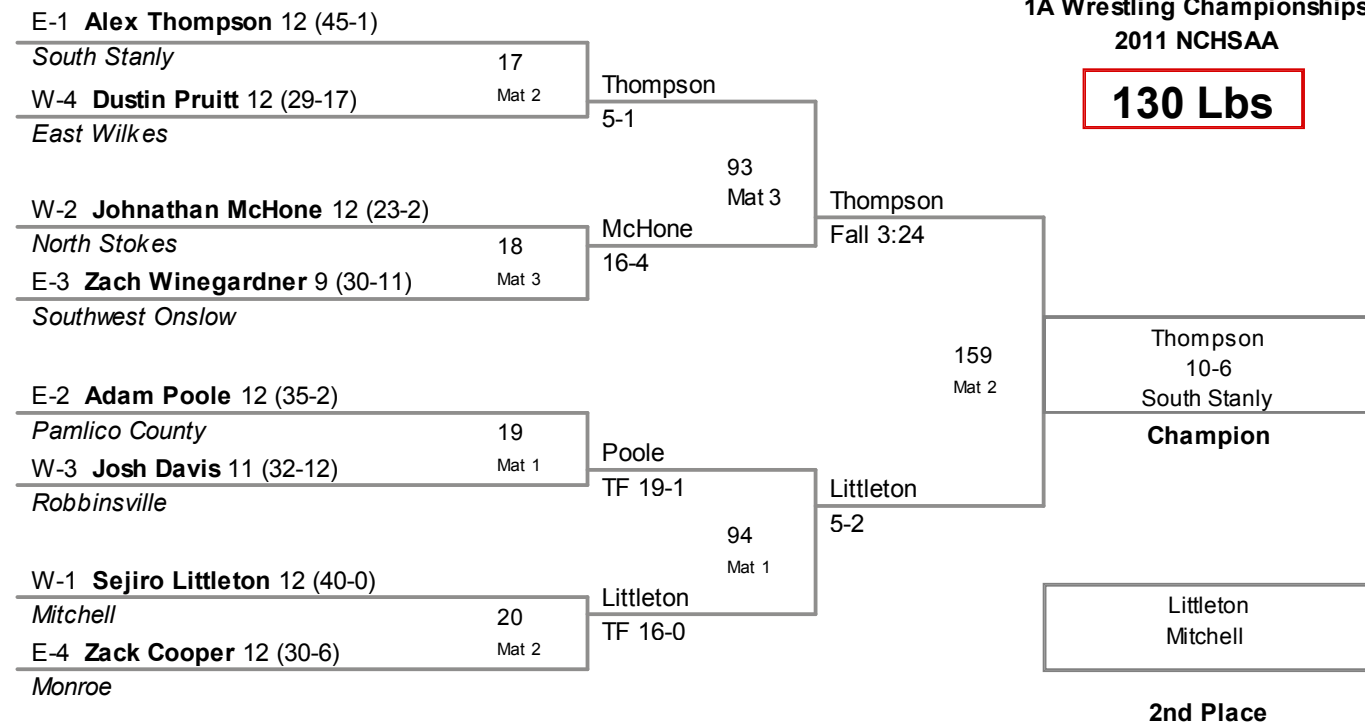 1A Wrestling Championships
2011 NCHSAA
130 Lbs
E-1 Alex Thompson 12 (45-1)
South Stanly
17
Mat 2
W-4 Dustin Pruitt 12 (29-17)
East Wilkes
Thompson
5-1
93
Mat 3
W-2 Johnathan McHone 12 (23-2)
North Stokes
18
Mat 3
E-3 Zach Winegardner 9 (30-11)
Southwest Onslow
McHone
16-4
Thompson
Fall 3:24
159
Mat 2
E-2 Adam Poole 12 (35-2)
Pamlico County
19
Mat 1
W-3 Josh Davis 11 (32-12)
Robbinsville
Poole
TF 19-1
94
Mat 1
W-1 Sejiro Littleton 12 (40-0)
Mitchell
20
Mat 2
E-4 Zack Cooper 12 (30-6)
Monroe
Littleton
TF 16-0
Littleton
5-2
Thompson
10-6
South Stanly
Champion
Littleton
Mitchell
2nd Place